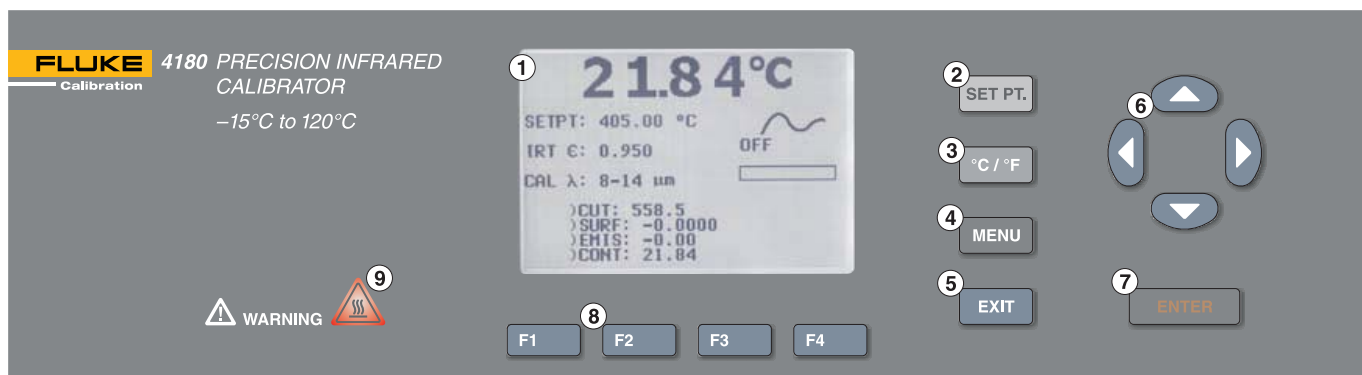 FLUKE
Calibration
4180 PRECISION INFRARED
CALIBRATOR
–15°C to 120°C
1
21.84°C
SETPT: 405.00 °C
OFF
IRT Є: 0.950
CAL λ: 8-14 um
)CUT: 558.5
)SURF: -0.0000
)EMIS: -0.00
)CONT: 21.84
2
SET PT.
3
°C / °F
4
MENU
5
EXIT
6
7
ENTER
8
F1 F2 F3 F4
9
WARNING